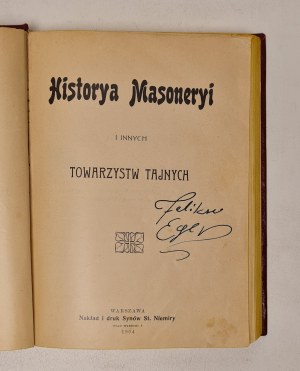 Historya Masoneryi
I INNYCH
TOWARZYSTW TAJNYCH
WARSZAWA
Nakład i druk Synów St. Niemiry